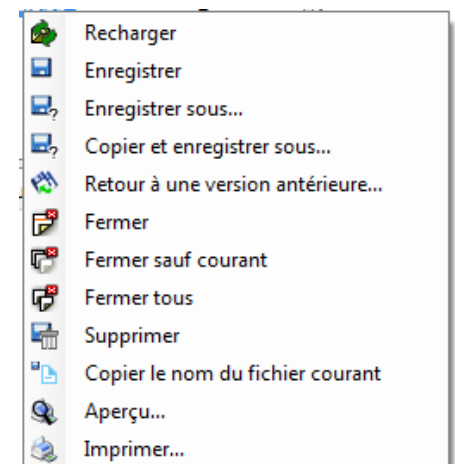 Recharger
Enregistrer
Enregistrer sous...
Copier et enregistrer sous...
Retour à une version antérieure...
Fermer
Fermer sauf courant
Fermer tous
Supprimer
Copier le nom du fichier courant
Aperçu...
Imprimer...